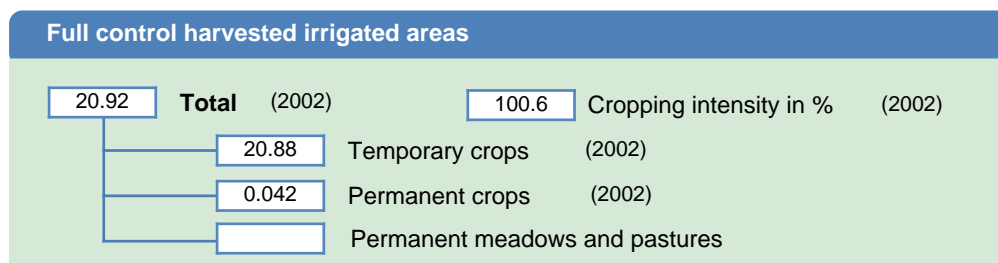 Full control harvested irrigated areas
20.92 Total (2002) 100.6 Cropping intensity in % (2002)
20.88 Temporary crops (2002)
0.042 Permanent crops (2002)
Permanent meadows and pastures